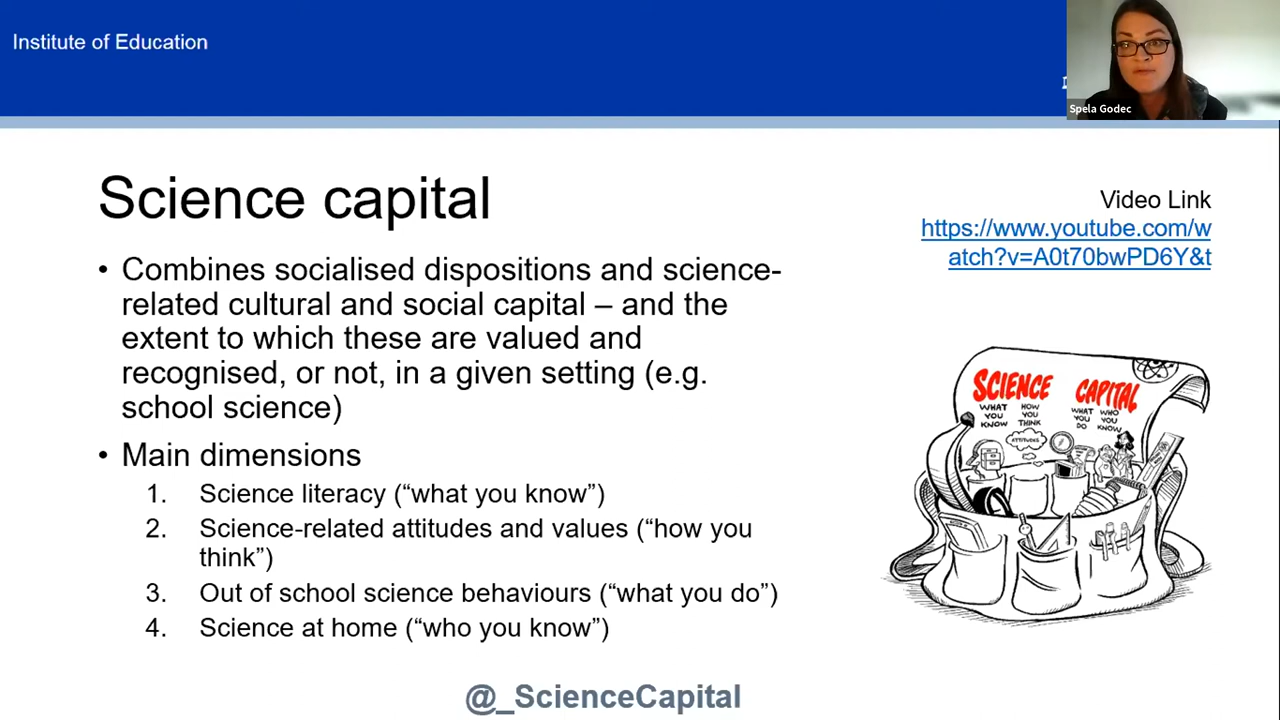 Institute of Education
Spela Godec
Science capital
• Combines socialised dispositions and science-
related cultural and social capital – and the
extent to which these are valued and
recognised, or not, in a given setting (e.g.
school science)
• Main dimensions
1. Science literacy (“what you know”)
2. Science-related attitudes and values (“how you
think”)
3. Out of school science behaviours (“what you do”)
4. Science at home (“who you know”)
Video Link
https://www.youtube.com/w
atch?v=A0t70bwPD6Y&t
SCIENCE CAPITAL
WHAT YOU KNOW
HOW YOU THINK
WHAT YOU DO
WHO YOU KNOW
ATTITUDES
@_ScienceCapital